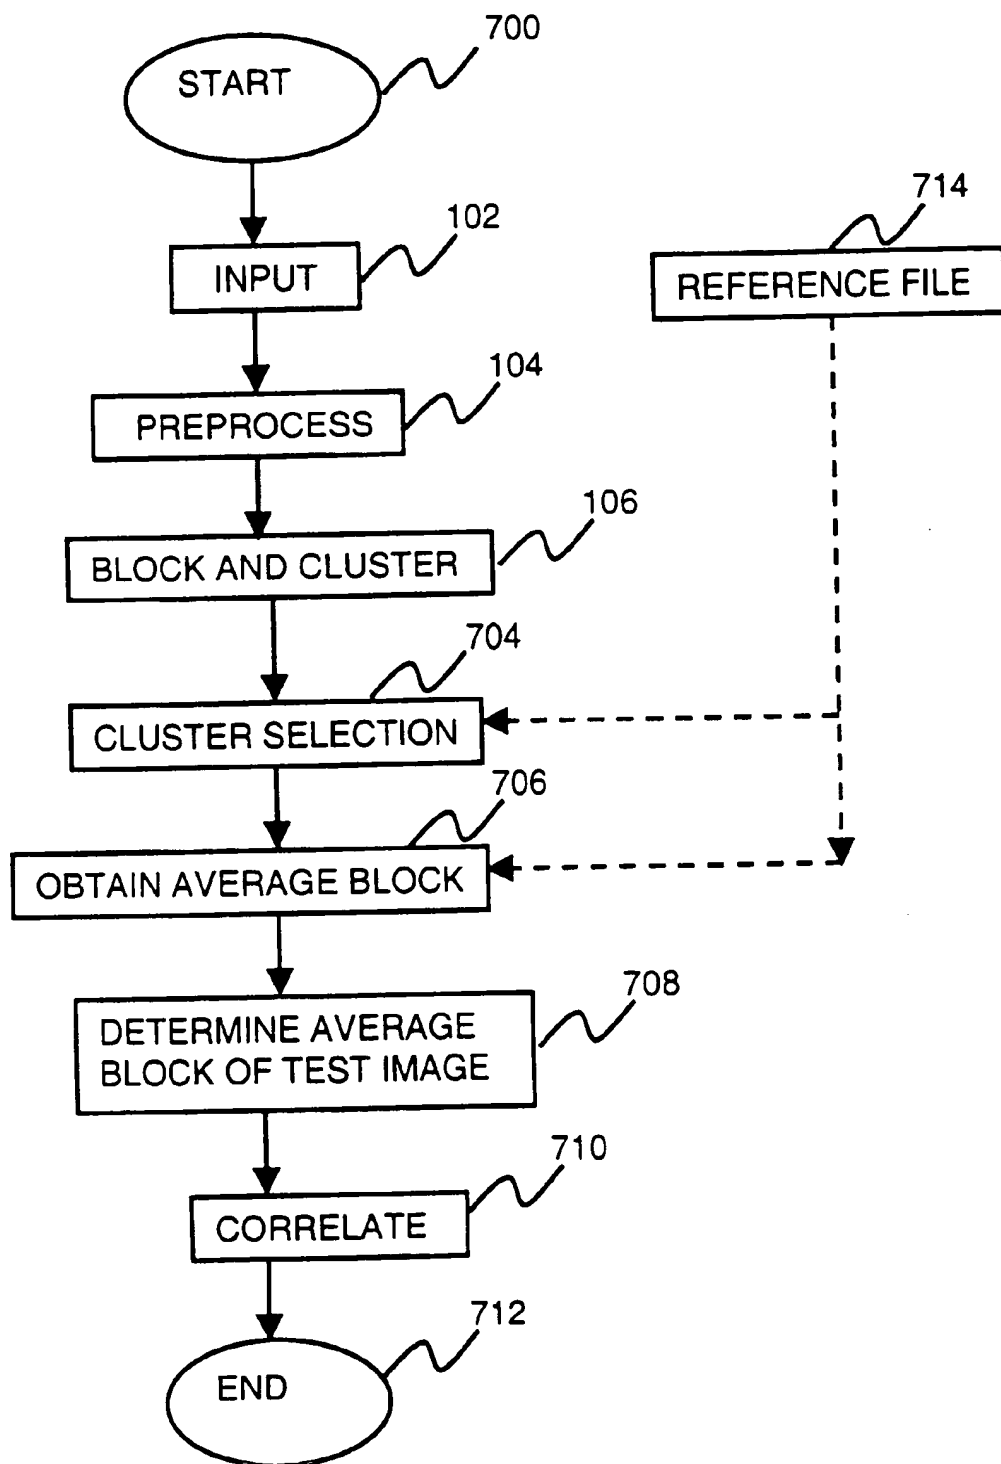 700
START
102
INPUT
714
REFERENCE FILE
104
PREPROCESS
106
BLOCK AND CLUSTER
704
CLUSTER SELECTION
706
OBTAIN AVERAGE BLOCK
708
DETERMINE AVERAGE
BLOCK OF TEST IMAGE
710
CORRELATE
712
END